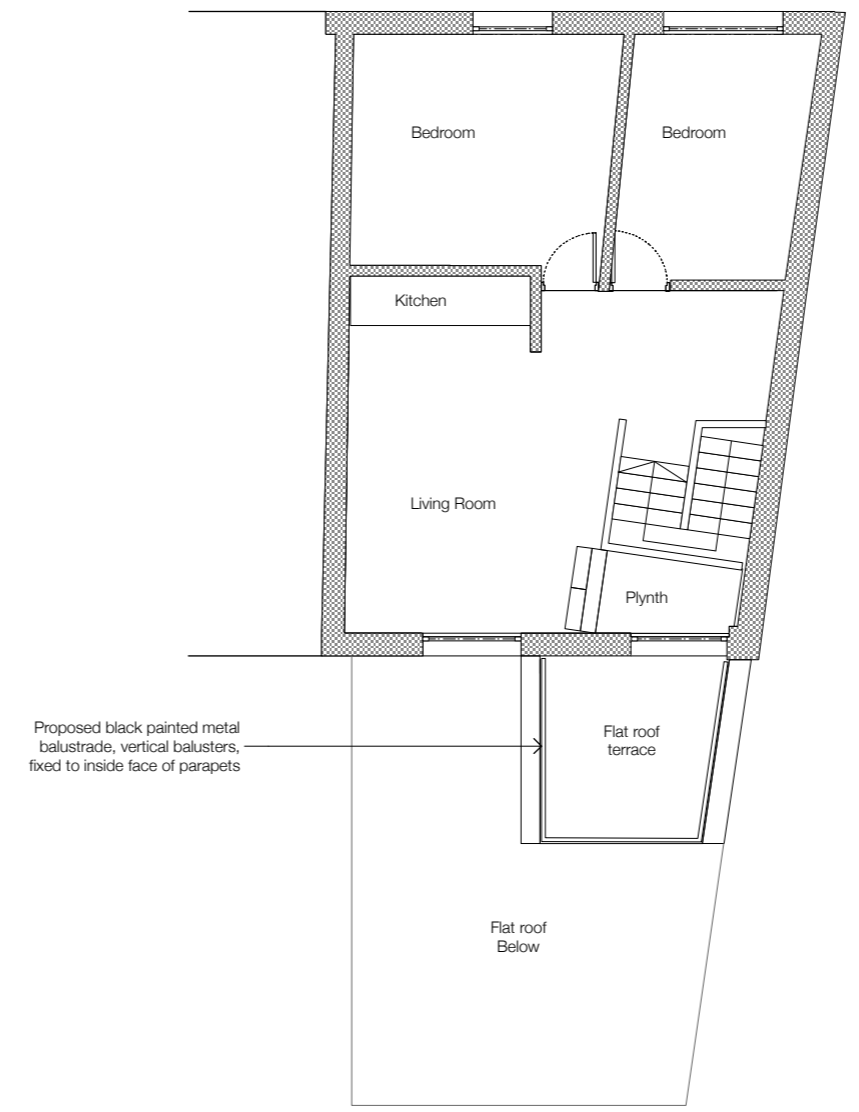 Bedroom
Bedroom
Kitchen
Living Room
Plynth
Proposed black painted metal
balustrade, vertical balusters,
fixed to inside face of parapets
Flat roof
terrace
Flat roof
Below